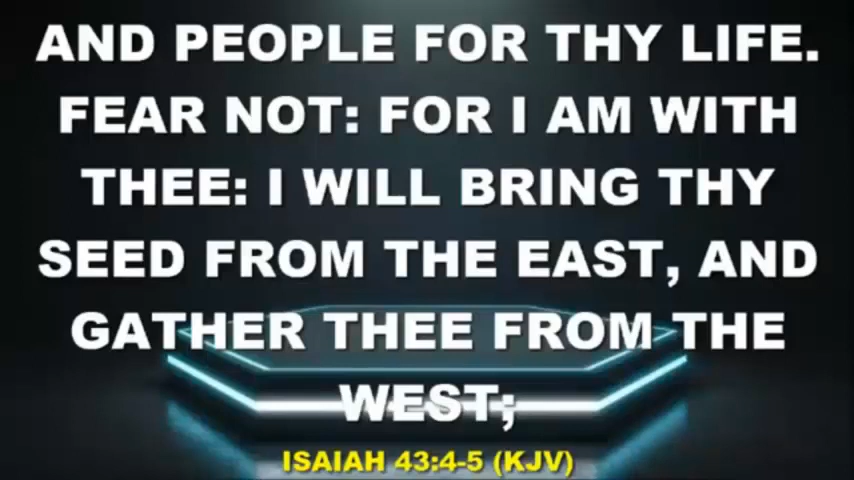 AND PEOPLE FOR THY LIFE.
FEAR NOT: FOR I AM WITH
THEE: I WILL BRING THY
SEED FROM THE EAST, AND
GATHER THEE FROM THE
WEST;
ISAIAH 43:4-5 (KJV)